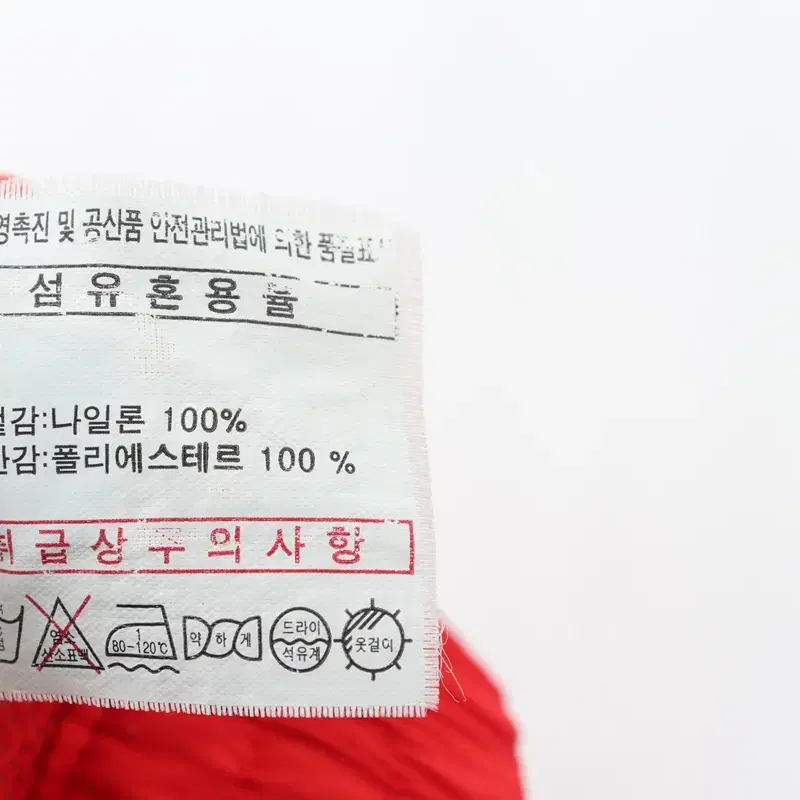 영촉진 및 공산품 안전관리법에 의한 품질표
섬유혼용율
겉감:나일론 100%
안감:폴리에스테르 100 %
취급상주의사항
염소
산소표백
1
80-120℃
약하게
드라이
석유계
옷걸이